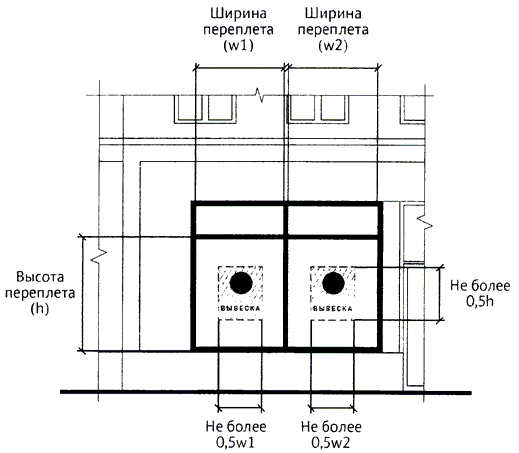 Ширина
переплета
(w1)
Ширина
переплета
(w2)
Высота
переплета
(h)
ВЫВЕСКА
ВЫВЕСКА
Не более
0,5h
Не более
0,5w1
Не более
0,5w2